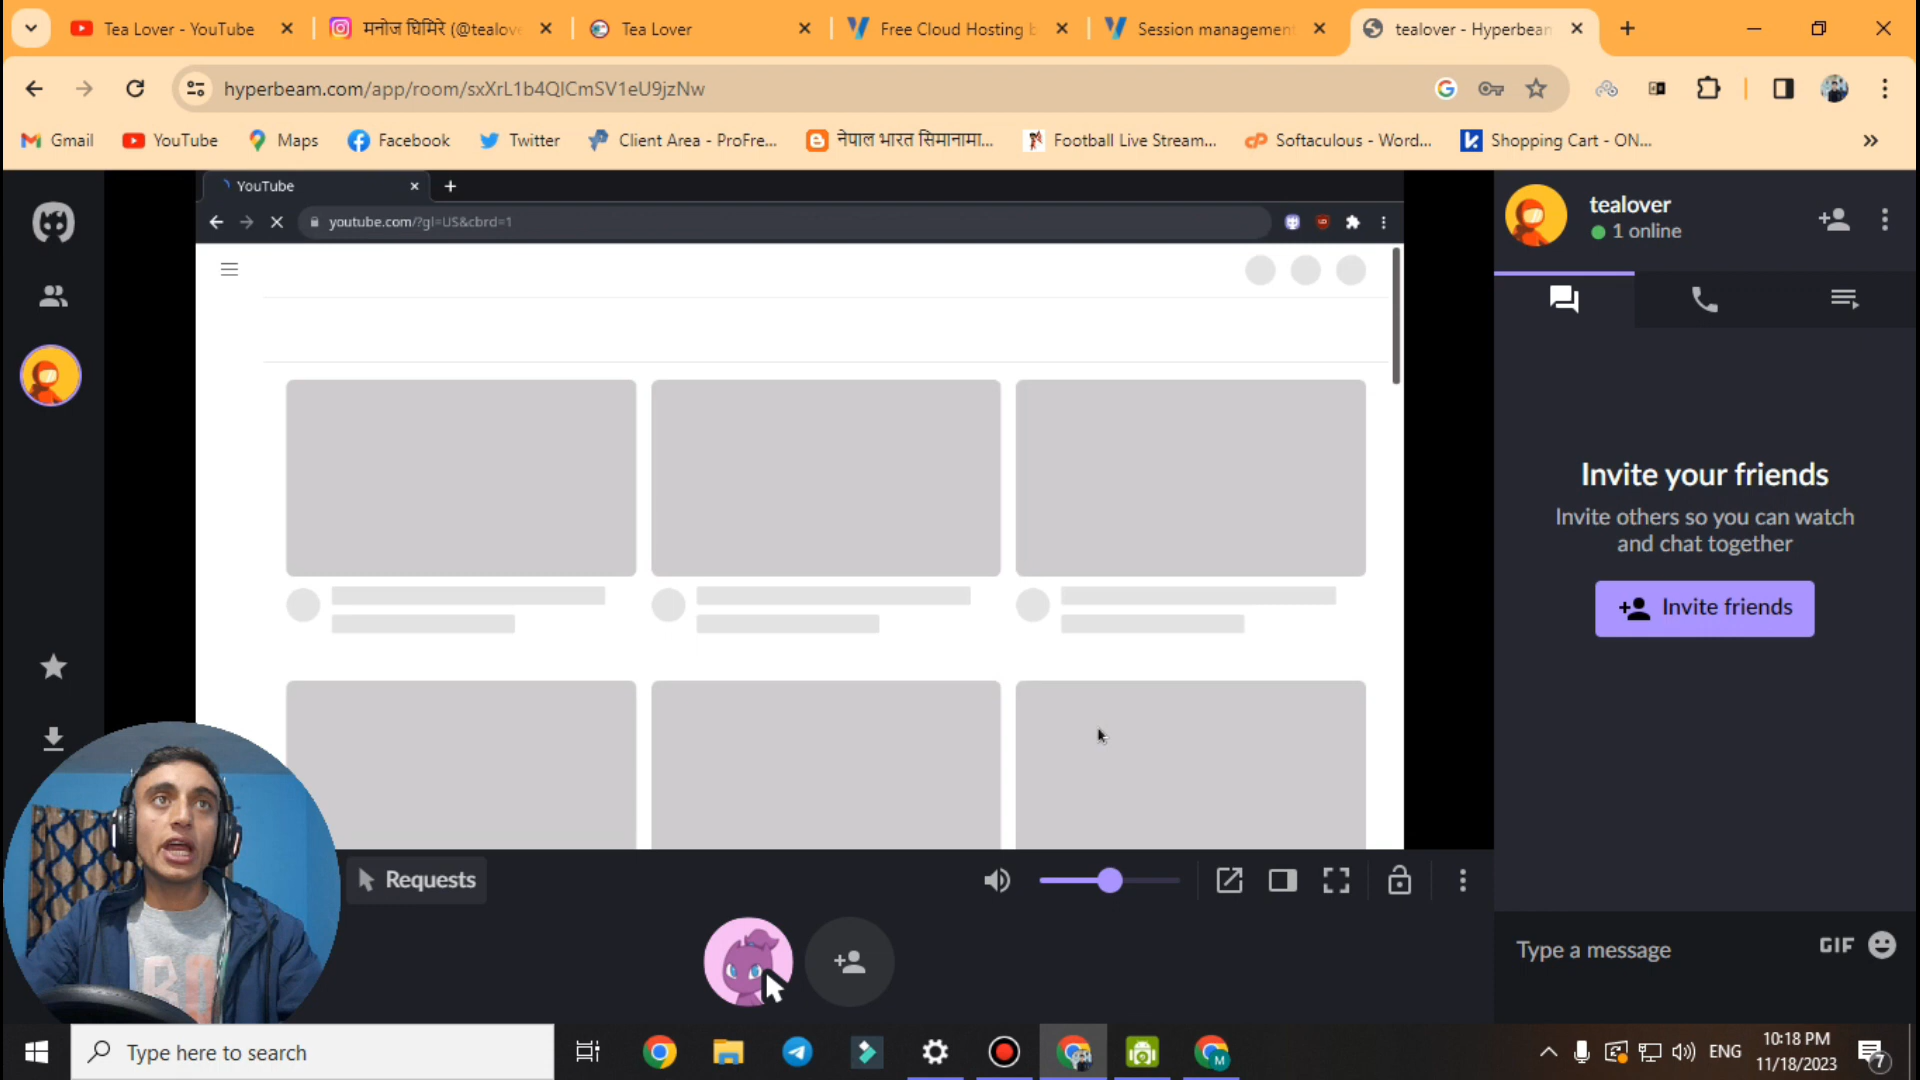 Tea Lover - YouTube
मनोज घिमिरे (@tealove
Tea Lover
Free Cloud Hosting b
Session management
tealover - Hyperbeam
hyperbeam.com/app/room/sxXrL1b4QICmSV1eU9jzNw
Gmail
YouTube
Maps
Facebook
Twitter
Client Area - ProFre...
नेपाल भारत सिमानामा...
Football Live Stream...
Softaculous - Word...
Shopping Cart - ON...
YouTube
youtube.com/?gl=US&cbrd=1
tealover
1 online
Invite your friends
Invite others so you can watch
and chat together
Invite friends
Requests
Type a message
GIF
Type here to search
ENG
10:18 PM
11/18/2023
7